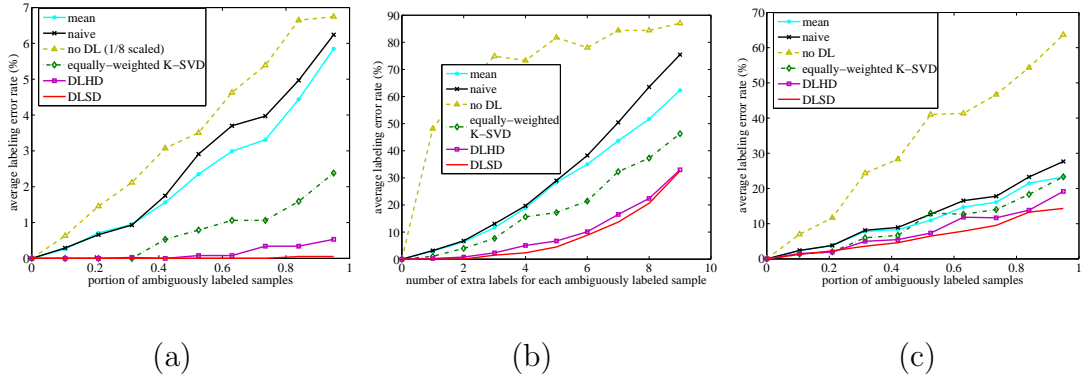 7
6
5
4
3
2
1
0
0 0.2 0.4 0.6 0.8 1
average labeling error rate (%)
portion of ambiguously labeled samples
mean
naive
no DL (1/8 scaled)
equally-weighted K-SVD
DLHD
DLSD
(a)
90
80
70
60
50
40
30
20
10
0
0 2 4 6 8 10
average labeling error rate (%)
number of extra labels for each ambiguously labeled sample
mean
naive
no DL
equally-weighted
K-SVD
DLHD
DLSD
(b)
70
60
50
40
30
20
10
0
0 0.2 0.4 0.6 0.8 1
average labeling error rate (%)
portion of ambiguously labeled samples
mean
naive
no DL
equally-weighted K-SVD
DLHD
DLSD
(c)